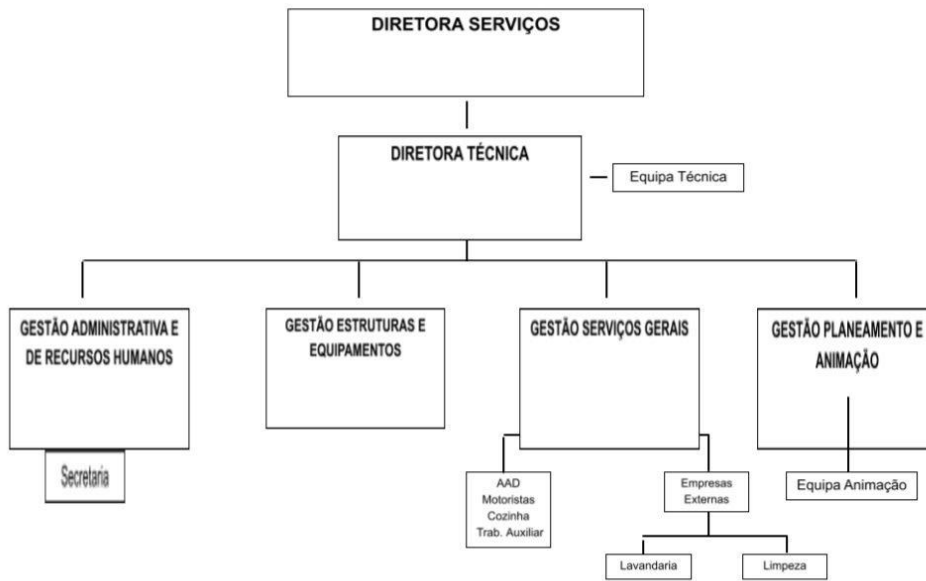 DIRETORA SERVIÇOS
DIRETORA TÉCNICA
Equipa Técnica
GESTÃO ADMINISTRATIVA E
DE RECURSOS HUMANOS
Secretaria
GESTÃO ESTRUTURAS E
EQUIPAMENTOS
GESTÃO SERVIÇOS GERAIS
AAD
Motoristas
Cozinha
Trab. Auxiliar
Empresas
Externas
Lavandaria
Limpeza
GESTÃO PLANEAMENTO E
ANIMAÇÃO
Equipa Animação